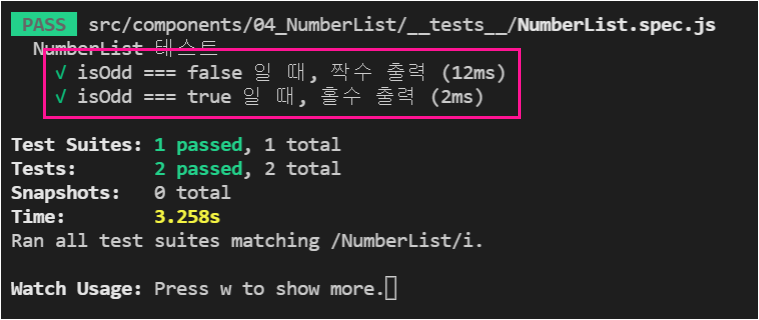 PASS src/components/04_NumberList/__tests__/NumberList.spec.js
NumberList 테스트
√ isOdd === false 일 때, 짝수 출력 (12ms)
√ isOdd === true 일 때, 홀수 출력 (2ms)
Test Suites: 1 passed, 1 total
Tests: 2 passed, 2 total
Snapshots: 0 total
Time: 3.258s
Ran all test suites matching /NumberList/i.
Watch Usage: Press w to show more.